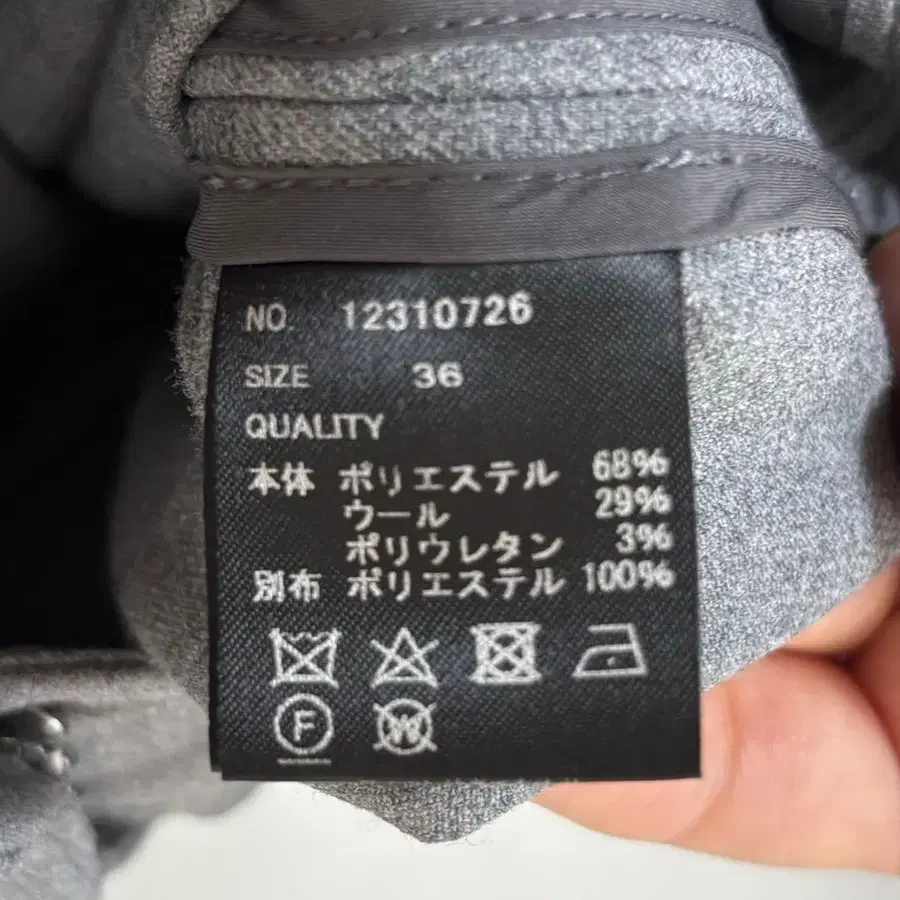 NO. 12310726
SIZE 36
QUALITY
本体 ポリエステル 68%
ウール 29%
ポリウレタン 3%
別布 ポリエステル 100%
F W